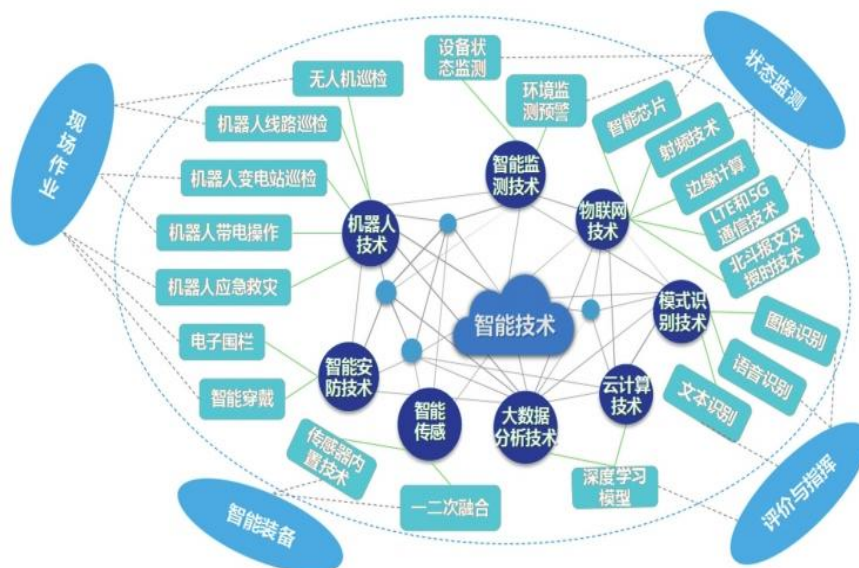 设备状
态监测
状态监测
无人机巡检
环境监
测预警
智能芯片
现场作业
机器人线路巡检
射频技术
智能监
测技术
边缘计算
机器人变电站巡检
物联网
技术
LTE和5G
通信技术
机器人
技术
机器人带电操作
北斗报文及
授时技术
机器人应急救灾
模式识
别技术
图像识别
智能技术
电子围栏
语音识别
智能安
防技术
云计算
技术
文本识别
智能穿戴
智能
传感
大数据
分析技术
传感器内
置技术
深度学习
模型
评价与指挥
一二次融合
智能装备